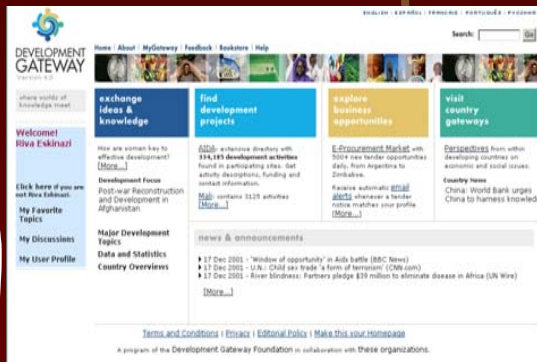 ENGLISH | ESPAÑOL | FRANÇAIS | PORTUGUÊS | РУССКИЙ
Search: Go
DEVELOPMENT
GATEWAY
Version 4.0
Home | About | MyGateway | Feedback | Bookstore | Help
where worlds of
knowledge meet
Welcome!
Riva Eskinazi
Click here if you are
not Riva Eskinazi.
My Favorite
Topics
My Discussions
My User Profile
exchange
ideas &
knowledge
How are women key to
effective development?
[More...]
Development Focus
Post-war Reconstruction
and Development in
Afghanistan
Major Development
Topics
Data and Statistics
Country Overviews
find
development
projects
AIDA: extensive directory with
334,185 development activities
found in participating sites. Get
activity descriptions, funding and
contact information.
Mali: contains 3125 activities
[More...]
explore
business
opportunities
E-Procurement Market with
500+ new tender opportunities
daily, from Argentina to
Zimbabwe.
Receive automatic email
alerts whenever a tender
notice matches your profile.
[More...]
visit
country
gateways
Perspectives from within
developing countries on
economic and social issues.
Country News
China: World Bank urges
China to harness knowled
news & announcements
17 Dec 2001 - 'Window of opportunity' in Aids battle (BBC News)
17 Dec 2001 - U.N.: Child sex trade 'a form of terrorism' (CNN.com)
17 Dec 2001 - River blindness: Partners pledge $39 million to eliminate disease in Africa (UN Wire)
[More...]
Terms and Conditions | Privacy | Editorial Policy | Make this your Homepage
A program of the Development Gateway Foundation in collaboration with these organizations.